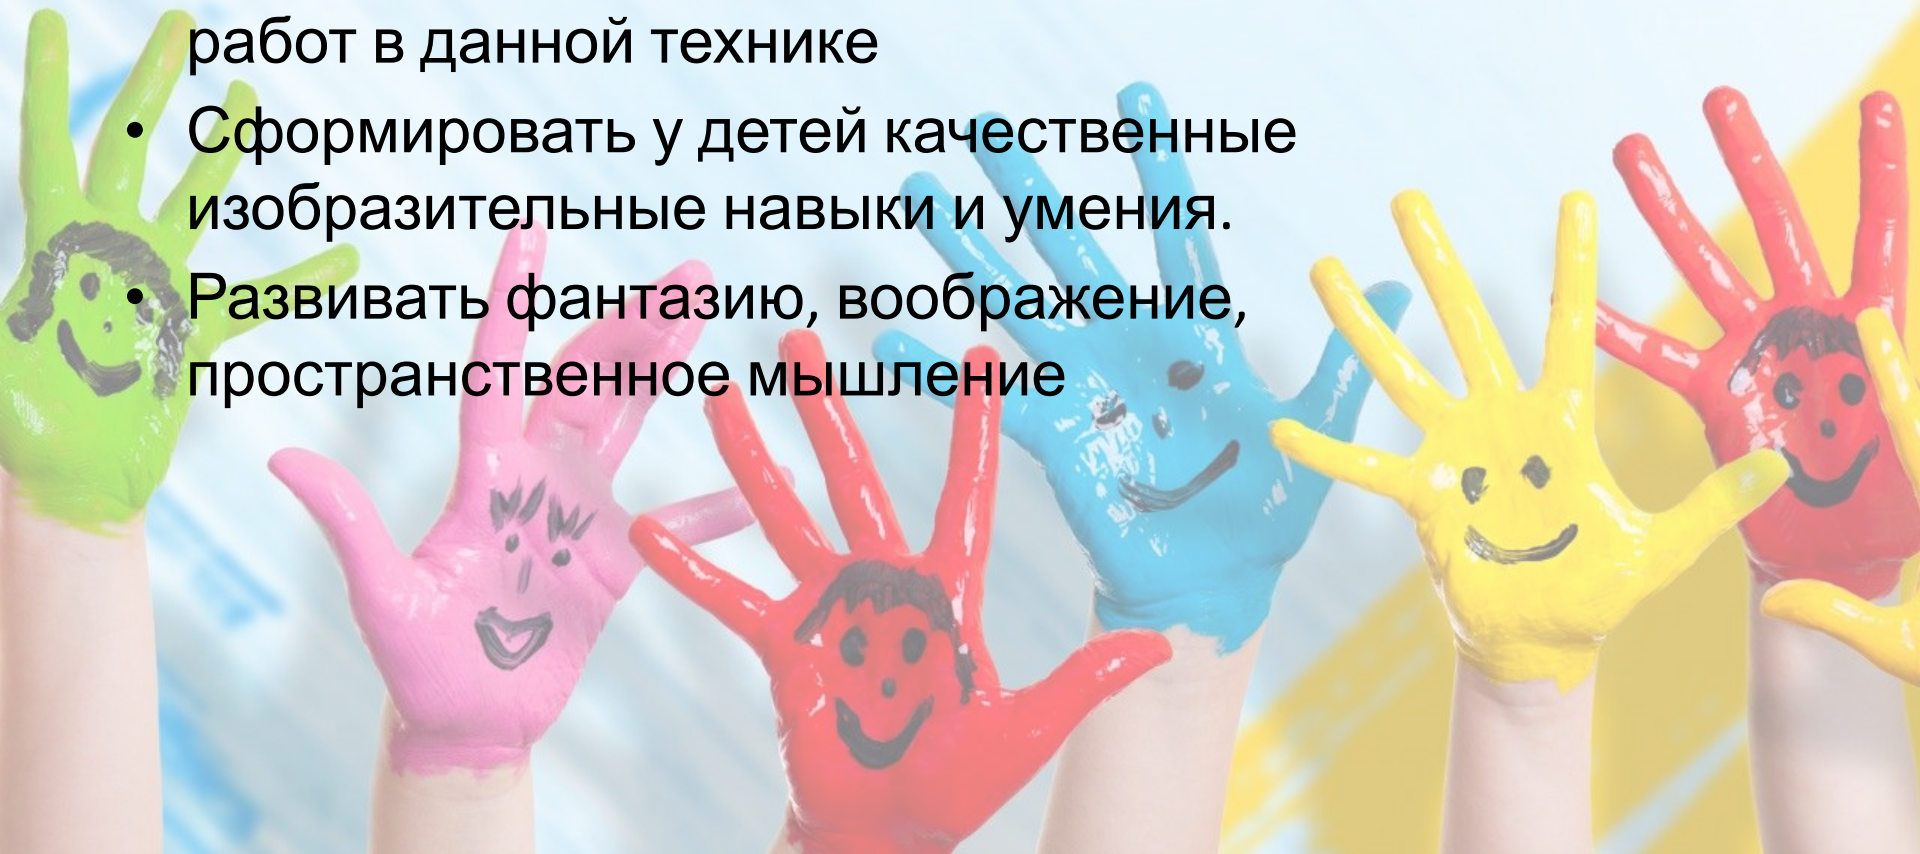 работ в данной технике
• Сформировать у детей качественные
изобразительные навыки и умения.
• Развивать фантазию, воображение,
пространственное мышление